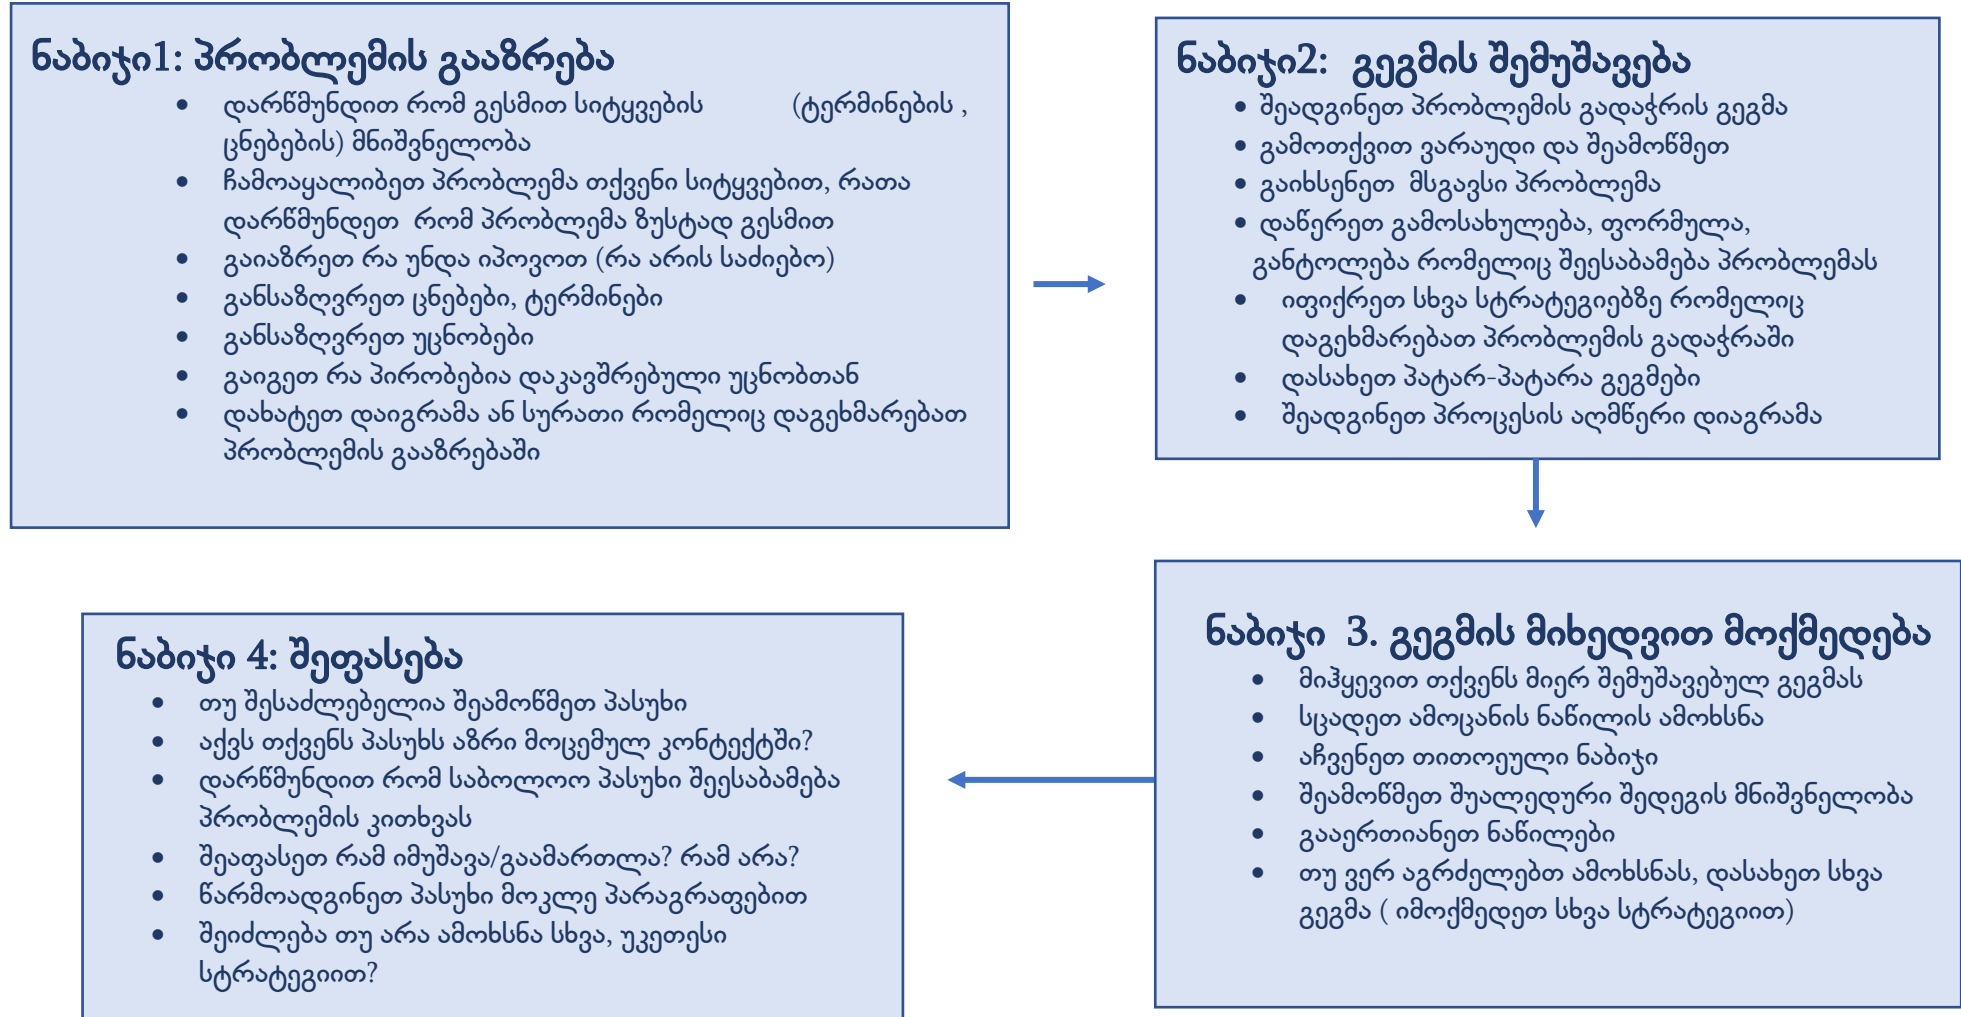 ნაბიჯი1: პრობლემის გააზრება
• დარწმუნდით რომ გესმით სიტყვების (ტერმინების ,
ცნებების) მნიშვნელობა
• ჩამოაყალიბეთ პრობლემა თქვენი სიტყვებით, რათა
დარწმუნდეთ რომ პრობლემა ზუსტად გესმით
• გაიაზრეთ რა უნდა იპოვოთ (რა არის საძიებო)
• განსაზღვრეთ ცნებები, ტერმინები
• განსაზღვრეთ უცნობები
• გაიგეთ რა პირობებია დაკავშრებული უცნობთან
• დახატეთ დაიგრამა ან სურათი რომელიც დაგეხმარებათ
პრობლემის გააზრებაში
ნაბიჯი2: გეგმის შემუშავება
• შეადგინეთ პრობლემის გადაჭრის გეგმა
• გამოთქვით ვარაუდი და შეამოწმეთ
• გაიხსენეთ მსგავსი პრობლემა
• დაწერეთ გამოსახულება, ფორმულა,
განტოლება რომელიც შეესაბამება პრობლემას
• იფიქრეთ სხვა სტრატეგიებზე რომელიც
დაგეხმარებათ პრობლემის გადაჭრაში
• დასახეთ პატარ-პატარა გეგმები
• შეადგინეთ პროცესის აღმწერი დიაგრამა
ნაბიჯი 3. გეგმის მიხედვით მოქმედება
• მიჰყევით თქვენს მიერ შემუშავებულ გეგმას
• სცადეთ ამოცანის ნაწილის ამოხსნა
• აჩვენეთ თითოეული ნაბიჯი
• შეამოწმეთ შუალედური შედეგის მნიშვნელობა
• გააერთიანეთ ნაწილები
• თუ ვერ აგრძელებთ ამოხსნას, დასახეთ სხვა
გეგმა ( იმოქმედეთ სხვა სტრატეგიით)
ნაბიჯი 4: შეფასება
• თუ შესაძლებელია შეამოწმეთ პასუხი
• აქვს თქვენს პასუხს აზრი მოცემულ კონტექტში?
• დარწმუნდით რომ საბოლოო პასუხი შეესაბამება
პრობლემის კითხვას
• შეაფასეთ რამ იმუშავა/გაამართლა? რამ არა?
• წარმოადგინეთ პასუხი მოკლე პარაგრაფებით
• შეიძლება თუ არა ამოხსნა სხვა, უკეთესი
სტრატეგიით?